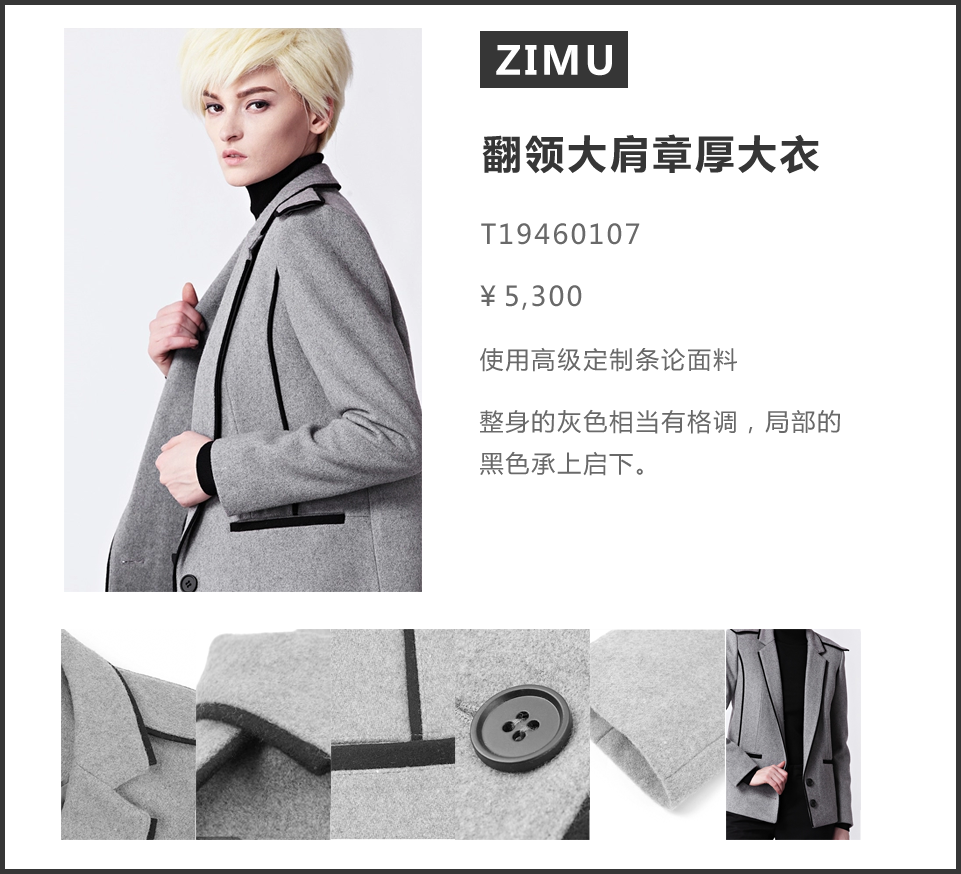 ZIMU
翻领大肩章厚大衣
T19460107
¥ 5,300
使用高级定制条论面料
整身的灰色相当有格调，局部的
黑色承上启下。